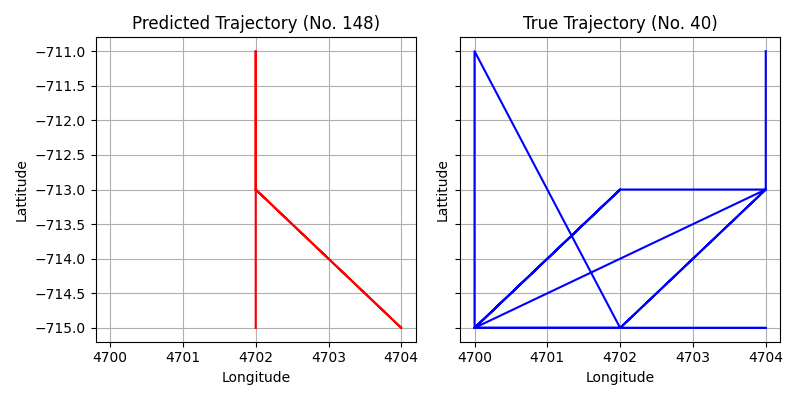 Predicted Trajectory (No. 148)
True Trajectory (No. 40)
Lattitude
−711.0
−711.5
−712.0
−712.5
−713.0
−713.5
−714.0
−714.5
−715.0
Lattitude
4700 4701 4702 4703 4704
4700 4701 4702 4703 4704
Longitude
Longitude